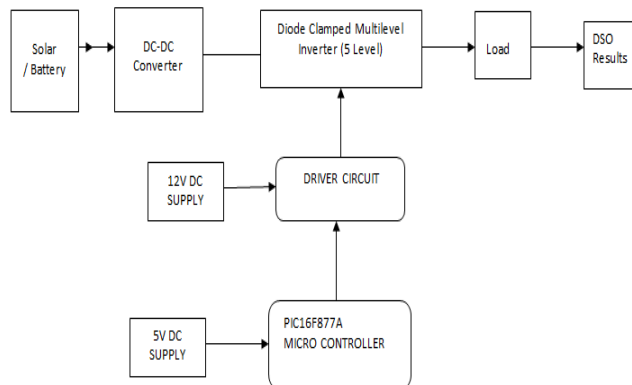 Solar
/ Battery
DC-DC
Converter
Diode Clamped Multilevel
Inverter (5 Level)
Load
DSO
Results
12V DC
SUPPLY
DRIVER CIRCUIT
5V DC
SUPPLY
PIC16F877A
MICRO CONTROLLER